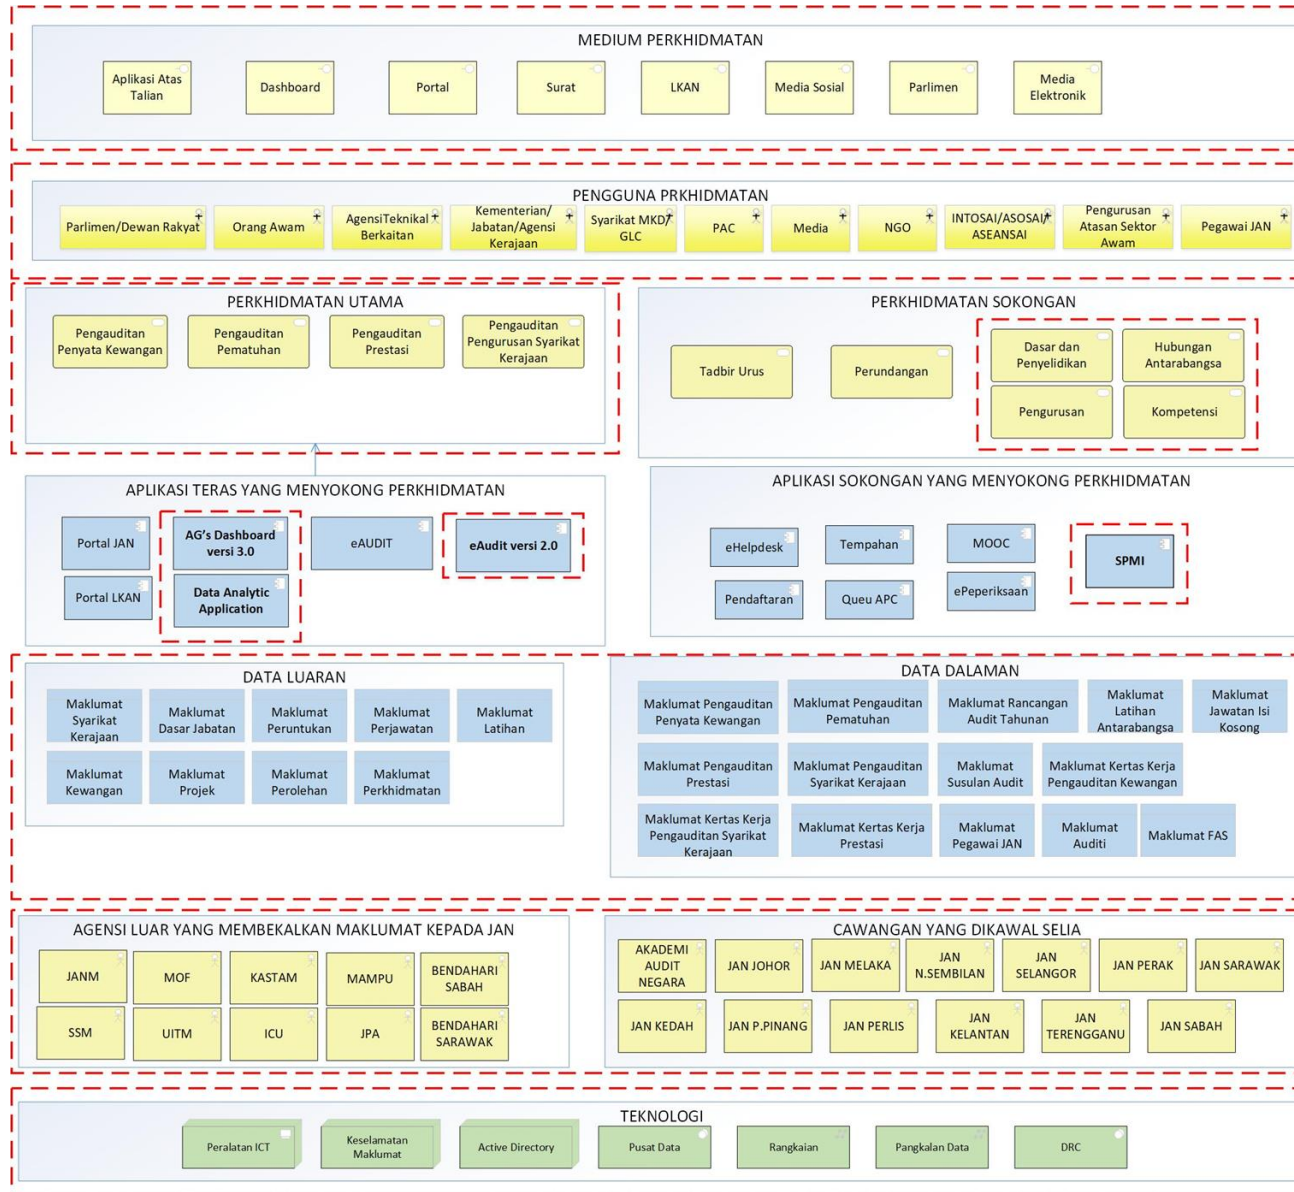 MEDIUM PERKHIDMATAN
Aplikasi Atas
Talian
Dashboard
Portal
Surat
LKAN
Media Sosial
Parlimen
Media
Elektronik
PENGGUNA PRKHIDMATAN
Parlimen/Dewan Rakyat
Orang Awam
AgensiTeknikal
Berkaitan
Kementerian/
Jabatan/Agensi
Kerajaan
Syarikat MKD/
GLC
PAC
Media
NGO
INTOSAI/ASOSAI/
ASEANSAI
Pengurusan
Atasan Sektor
Awam
Pegawai JAN
PERKHIDMATAN UTAMA
Pengauditan
Penyata Kewangan
Pengauditan
Pematuhan
Pengauditan
Prestasi
Pengauditan
Pengurusan Syarikat
Kerajaan
PERKHIDMATAN SOKONGAN
Tadbir Urus
Perundangan
Dasar dan
Penyelidikan
Hubungan
Antarabangsa
Pengurusan
Kompetensi
APLIKASI TERAS YANG MENYOKONG PERKHIDMATAN
Portal JAN
AG's Dashboard
versi 3.0
eAUDIT
eAudit versi 2.0
Portal LKAN
Data Analytic
Application
APLIKASI SOKONGAN YANG MENYOKONG PERKHIDMATAN
eHelpdesk
Tempahan
MOOC
SPMI
Pendaftaran
Queu APC
ePeperiksaan
DATA LUARAN
Maklumat
Syarikat
Kerajaan
Maklumat
Dasar Jabatan
Maklumat
Peruntukan
Maklumat
Perjawatan
Maklumat
Latihan
Maklumat
Kewangan
Maklumat
Projek
Maklumat
Perolehan
Maklumat
Perkhidmatan
DATA DALAMAN
Maklumat Pengauditan
Penyata Kewangan
Maklumat Pengauditan
Pematuhan
Maklumat Rancangan
Audit Tahunan
Maklumat
Latihan
Antarabangsa
Maklumat
Jawatan Isi
Kosong
Maklumat Pengauditan
Prestasi
Maklumat Pengauditan
Syarikat Kerajaan
Maklumat
Susulan Audit
Maklumat Kertas Kerja
Pengauditan Kewangan
Maklumat Kertas Kerja
Pengauditan Syarikat
Kerajaan
Maklumat Kertas Kerja
Prestasi
Maklumat
Pegawai JAN
Maklumat
Auditi
Maklumat FAS
AGENSI LUAR YANG MEMBEKALKAN MAKLUMAT KEPADA JAN
JANM
MOF
KASTAM
MAMPU
BENDAHARI
SABAH
SSM
UITM
ICU
JPA
BENDAHARI
SARAWAK
CAWANGAN YANG DIKAWAL SELIA
AKADEMI
AUDIT
NEGARA
JAN JOHOR
JAN MELAKA
JAN
N.SEMBILAN
JAN
SELANGOR
JAN PERAK
JAN SARAWAK
JAN KEDAH
JAN P.PINANG
JAN PERLIS
JAN
KELANTAN
JAN
TERENGGANU
JAN SABAH
TEKNOLOGI
Peralatan ICT
Keselamatan
Maklumat
Active Directory
Pusat Data
Rangkaian
Pangkalan Data
DRC